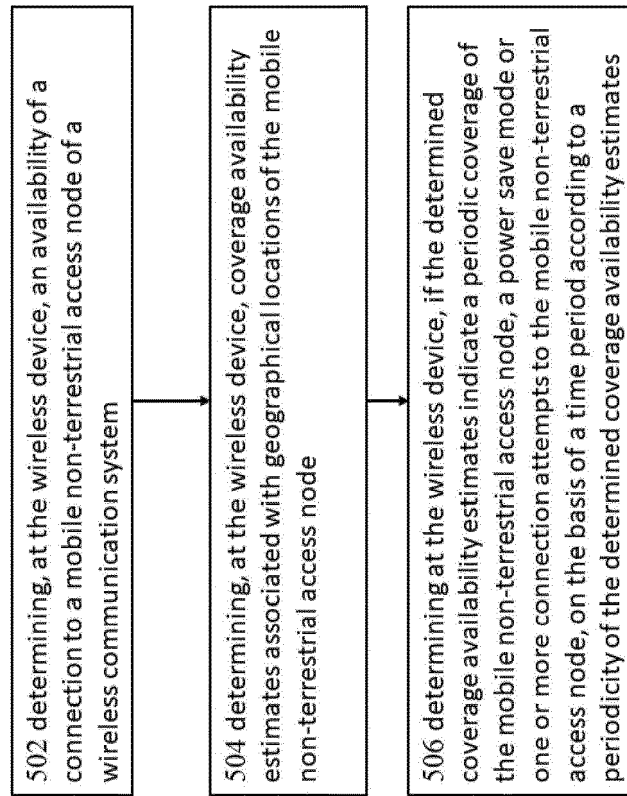 502 determining, at the wireless device, an availability of a
connection to a mobile non-terrestrial access node of a
wireless communication system
504 determining, at the wireless device, coverage availability
estimates associated with geographical locations of the mobile
non-terrestrial access node
506 determining at the wireless device, if the determined
coverage availability estimates indicate a periodic coverage of
the mobile non-terrestrial access node, a power save mode or
one or more connection attempts to the mobile non-terrestrial
access node, on the basis of a time period according to a
periodicity of the determined coverage availability estimates